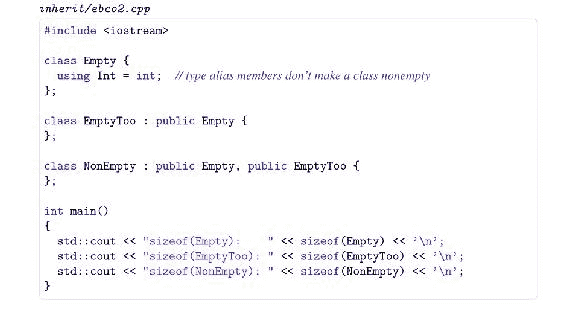 inherit/ebco2.cpp
#include <iostream>
class Empty {
using Int = int; // type alias members don't make a class nonempty
};
class EmptyToo : public Empty {
};
class NonEmpty : public Empty, public EmptyToo {
};
int main()
{
std::cout << "sizeof(Empty): " << sizeof(Empty) << '\n';
std::cout << "sizeof(EmptyToo): " << sizeof(EmptyToo) << '\n';
std::cout << "sizeof(NonEmpty): " << sizeof(NonEmpty) << '\n';
}